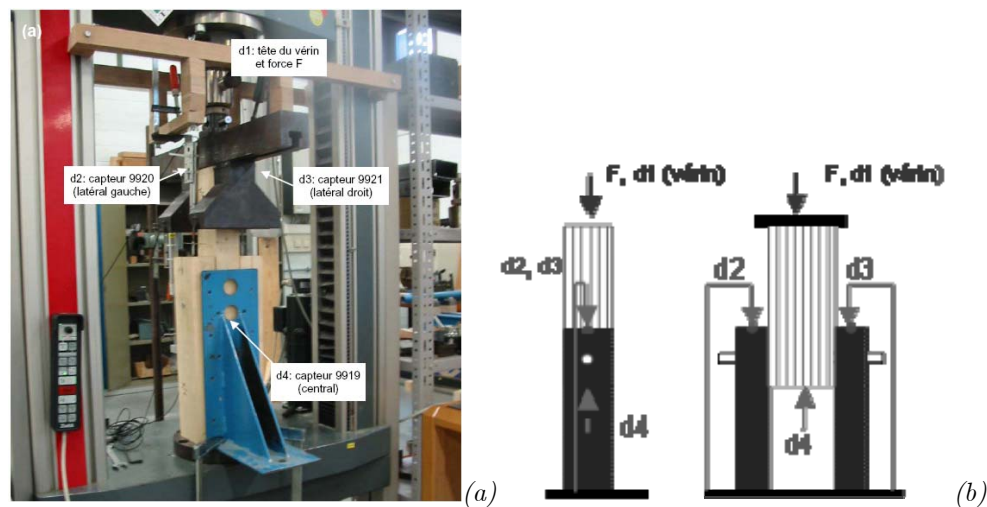 (a)
d1: tête du vérin
et force F
d2: capteur 9920
(latéral gauche)
d3: capteur 9921
(latéral droit)
d4: capteur 9919
(central)
(a)
F, d1 (vérin)
d2, d3
d4
F, d1 (vérin)
d2
d3
d4
(b)